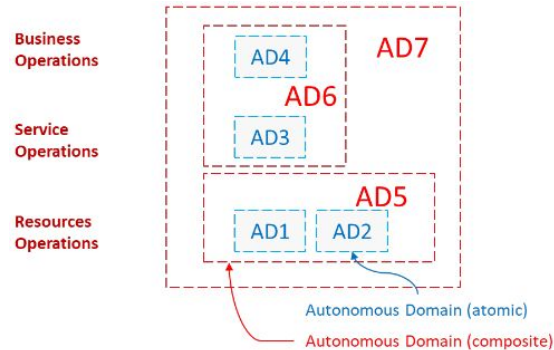 Business
Operations
AD4
AD7
AD6
Service
Operations
AD3
AD5
Resources
Operations
AD1
AD2
Autonomous Domain (atomic)
Autonomous Domain (composite)